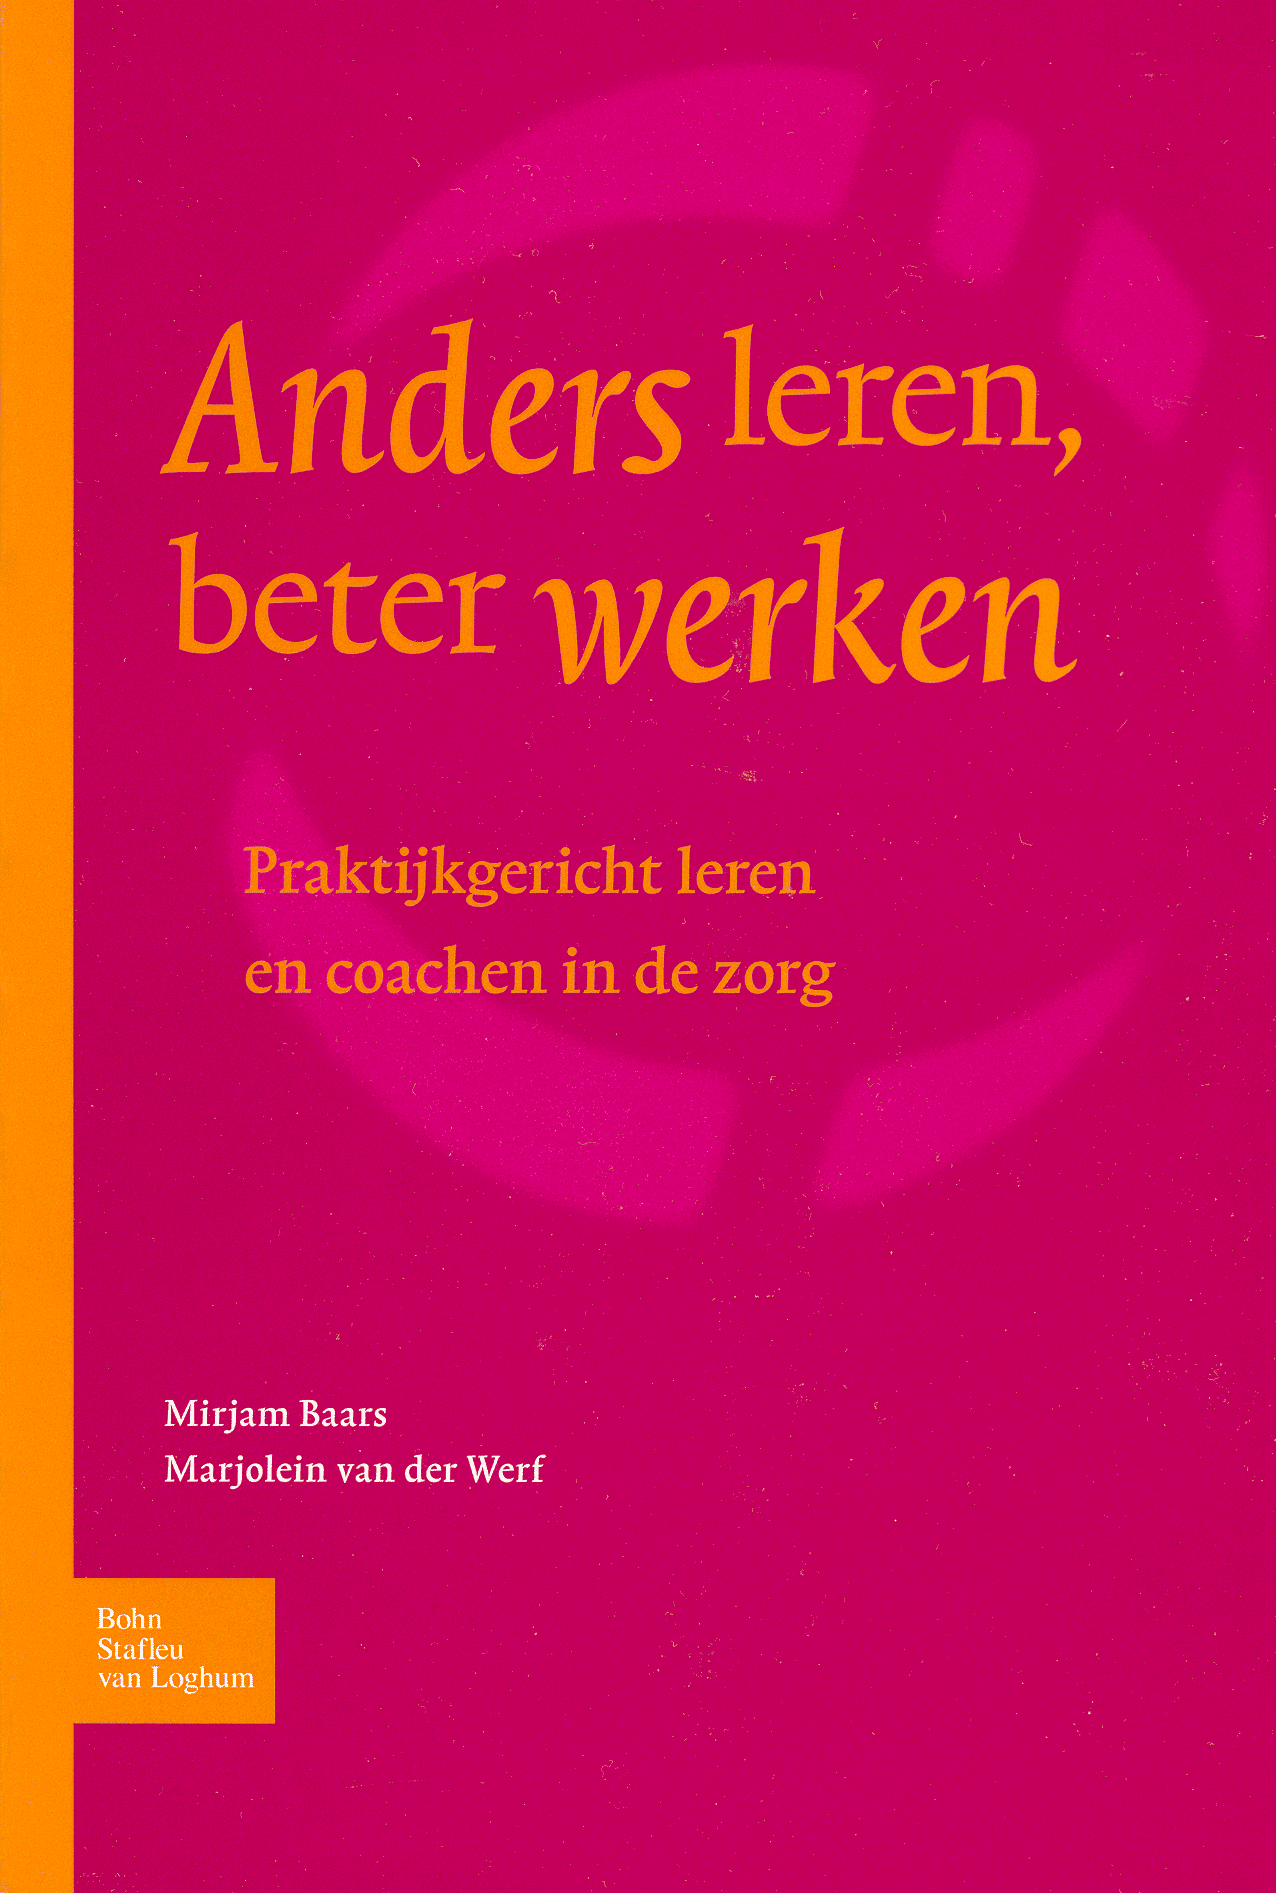 Anders leren,
beter werken
Praktijkgericht leren
en coachen in de zorg
Mirjam Baars
Marjolein van der Werf
Bohn
Stafleu
van Loghum